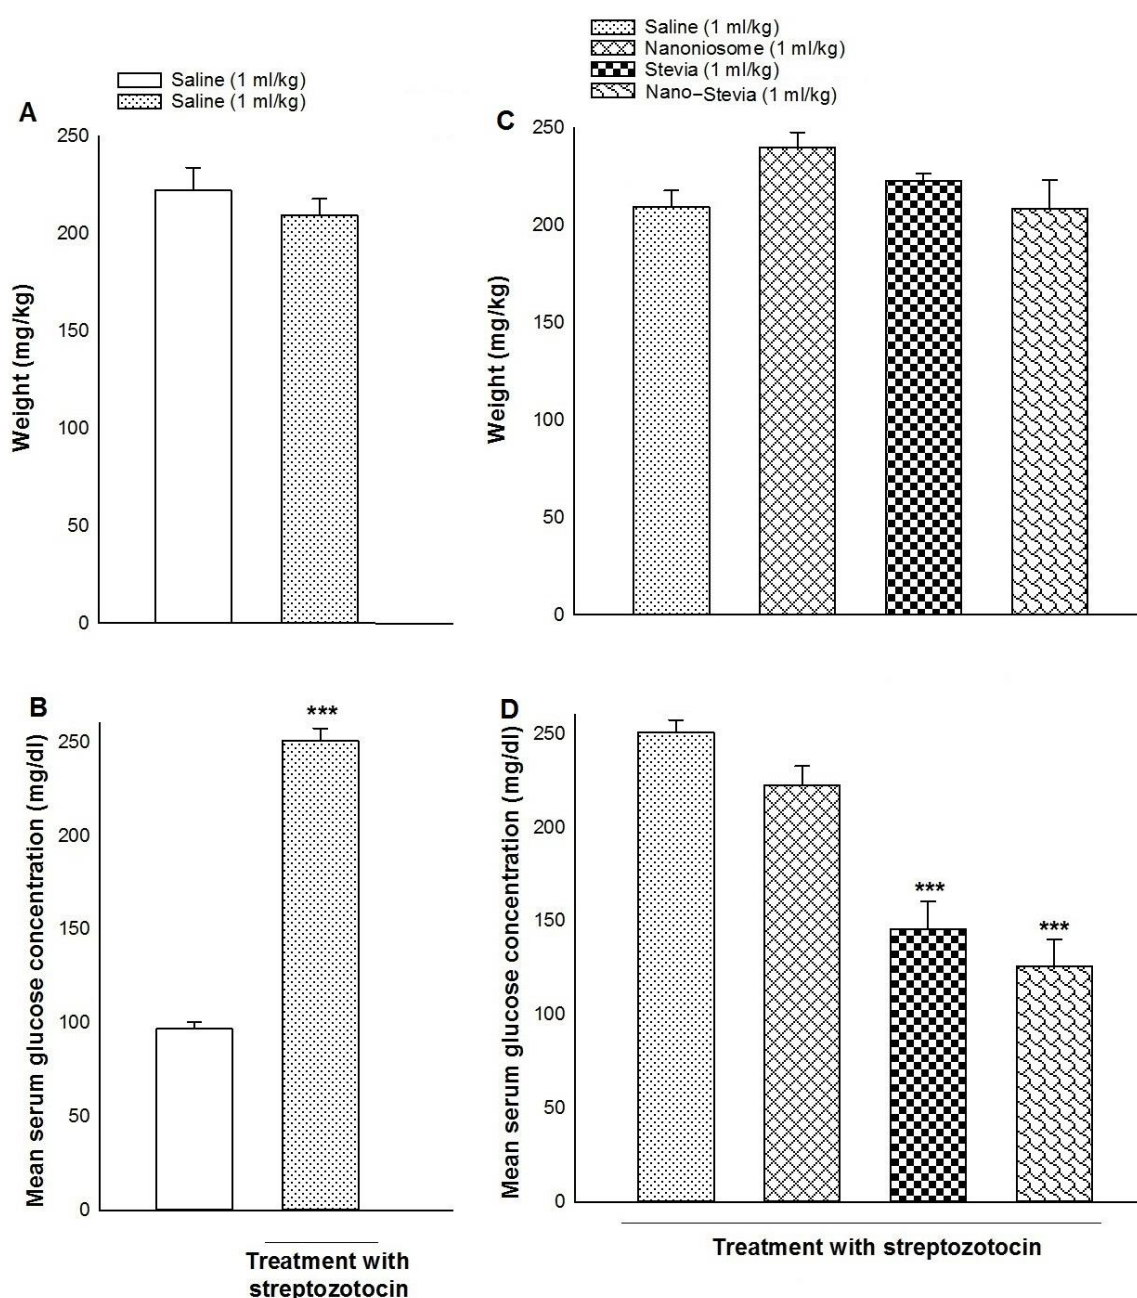 Saline (1 ml/kg)
Saline (1 ml/kg)
A
250
200
150
100
50
0
Weight (mg/kg)
Saline (1 ml/kg)
Nanoniosome (1 ml/kg)
Stevia (1 ml/kg)
Nano–Stevia (1 ml/kg)
C
250
200
150
100
50
0
Weight (mg/kg)
B
***
250
200
150
100
50
0
Mean serum glucose concentration (mg/dl)
Treatment with
streptozotocin
D
250
200
150
100
50
0
Mean serum glucose concentration (mg/dl)
***
***
Treatment with streptozotocin